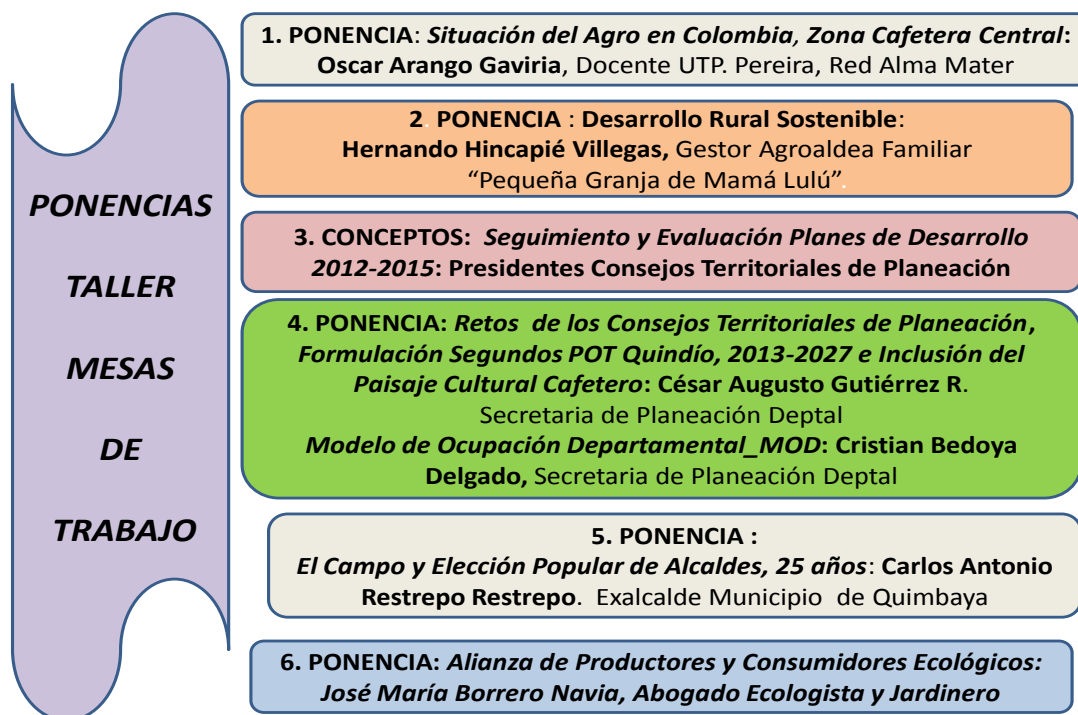 PONENCIAS
TALLER
MESAS
DE
TRABAJO
1. PONENCIA: Situación del Agro en Colombia, Zona Cafetera Central:
Oscar Arango Gaviria, Docente UTP. Pereira, Red Alma Mater
2. PONENCIA : Desarrollo Rural Sostenible:
Hernando Hincapié Villegas, Gestor Agroaldea Familiar
“Pequeña Granja de Mamá Lulú”.
3. CONCEPTOS: Seguimiento y Evaluación Planes de Desarrollo
2012-2015: Presidentes Consejos Territoriales de Planeación
4. PONENCIA: Retos de los Consejos Territoriales de Planeación,
Formulación Segundos POT Quindío, 2013-2027 e Inclusión del
Paisaje Cultural Cafetero: César Augusto Gutiérrez R.
Secretaria de Planeación Deptal
Modelo de Ocupación Departamental_MOD: Cristian Bedoya
Delgado, Secretaria de Planeación Deptal
5. PONENCIA :
El Campo y Elección Popular de Alcaldes, 25 años: Carlos Antonio
Restrepo Restrepo. Exalcalde Municipio de Quimbaya
6. PONENCIA: Alianza de Productores y Consumidores Ecológicos:
José María Borrero Navia, Abogado Ecologista y Jardinero